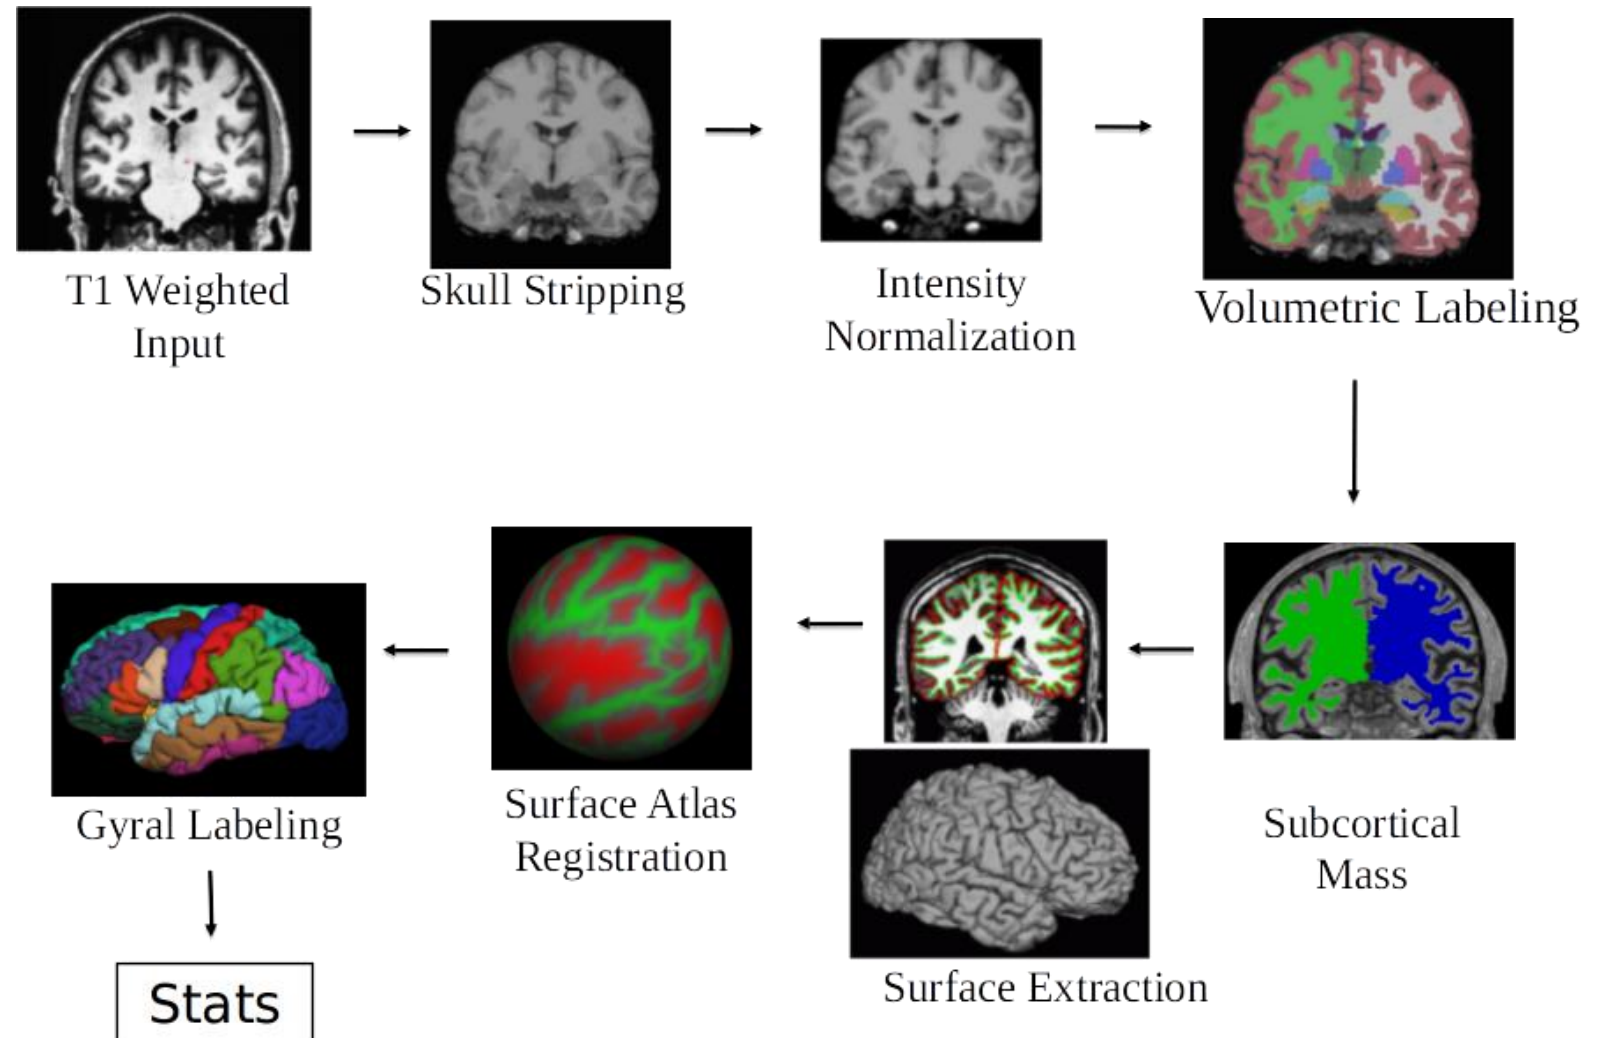 T1 Weighted
Input
Skull Stripping
Intensity
Normalization
Volumetric Labeling
Subcortical
Mass
Surface Extraction
Surface Atlas
Registration
Gyral Labeling
Stats